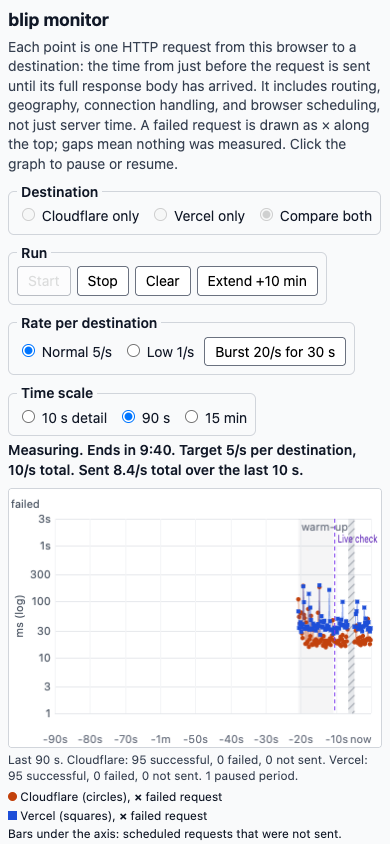 blip monitor
Each point is one HTTP request from this browser to a
destination: the time from just before the request is sent
until its full response body has arrived. It includes routing,
geography, connection handling, and browser scheduling,
not just server time. A failed request is drawn as × along
the top; gaps mean nothing was measured. Click the
graph to pause or resume.
Destination
Cloudflare only Vercel only Compare both
Run
Start Stop Clear Extend +10 min
Rate per destination
Normal 5/s Low 1/s Burst 20/s for 30 s
Time scale
10 s detail 90 s 15 min
Measuring. Ends in 9:40. Target 5/s per destination,
10/s total. Sent 8.4/s total over the last 10 s.
failed
3s
warm-up
Live check
1s
300
100
ms (log)
30
10
3
1
-90s -80s -70s -1m -50s -40s -30s -20s -10s now
Last 90 s. Cloudflare: 95 successful, 0 failed, 0 not sent. Vercel:
95 successful, 0 failed, 0 not sent. 1 paused period.
Cloudflare (circles), × failed request
Vercel (squares), × failed request
Bars under the axis: scheduled requests that were not sent.